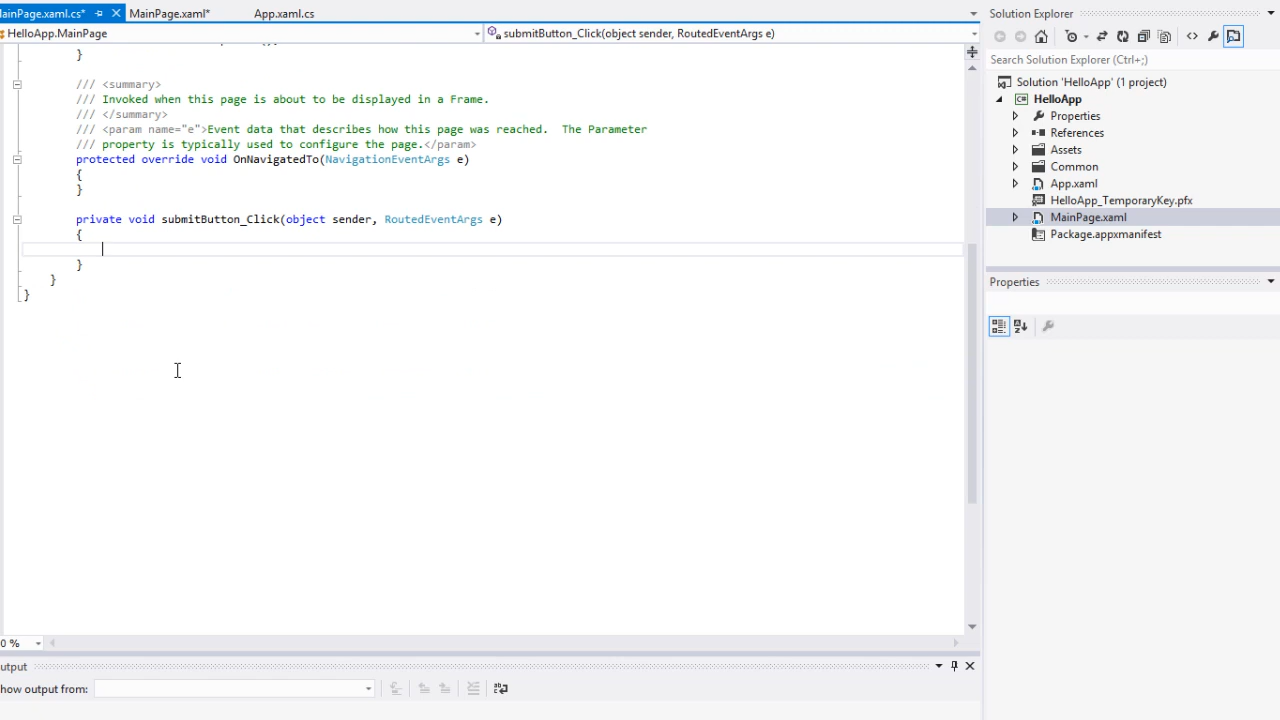 MainPage.xaml.cs*
MainPage.xaml*
App.xaml.cs
HelloApp.MainPage
submitButton_Click(object sender, RoutedEventArgs e)
}
/// <summary>
/// Invoked when this page is about to be displayed in a Frame.
/// </summary>
/// <param name="e">Event data that describes how this page was reached.  The Parameter
/// property is typically used to configure the page.</param>
protected override void OnNavigatedTo(NavigationEventArgs e)
{
}
private void submitButton_Click(object sender, RoutedEventArgs e)
{
}
}
}
0 %
utput
how output from:
Solution Explorer
Search Solution Explorer (Ctrl+;)
Solution 'HelloApp' (1 project)
HelloApp
Properties
References
Assets
Common
App.xaml
HelloApp_TemporaryKey.pfx
MainPage.xaml
Package.appxmanifest
Properties